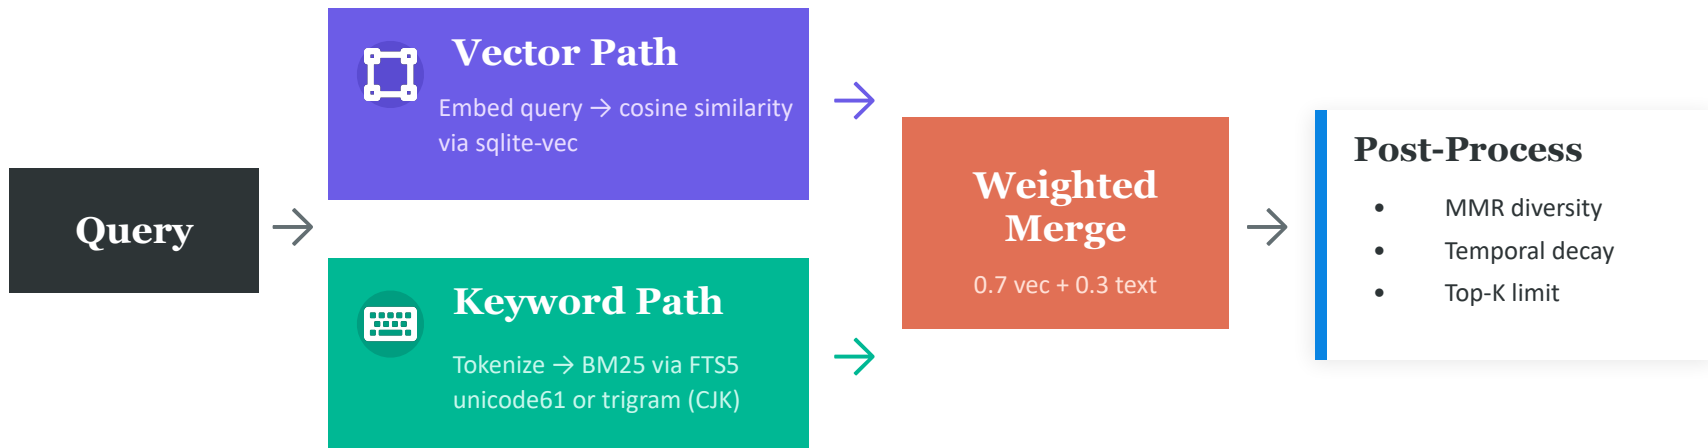 Query
Vector Path
Embed query → cosine similarity
via sqlite-vec
Keyword Path
Tokenize → BM25 via FTS5
unicode61 or trigram (CJK)
Weighted
Merge
0.7 vec + 0.3 text
Post-Process
• MMR diversity
• Temporal decay
• Top-K limit